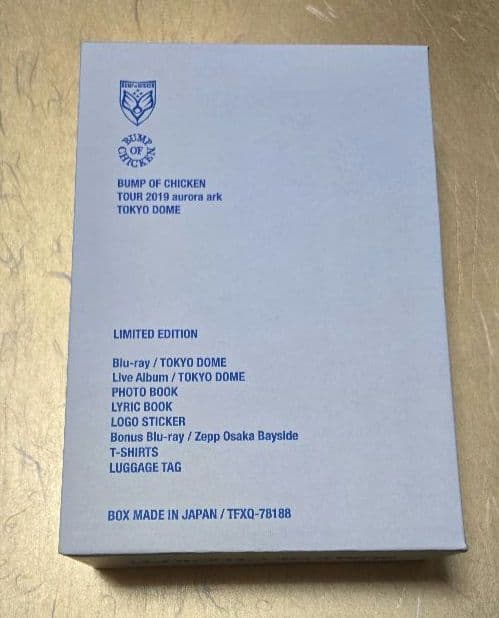 BUMP OF CHICKEN
BUMP OF CHICKEN
TOUR 2019 aurora ark
TOKYO DOME
LIMITED EDITION
Blu-ray / TOKYO DOME
Live Album / TOKYO DOME
PHOTO BOOK
LYRIC BOOK
LOGO STICKER
Bonus Blu-ray / Zepp Osaka Bayside
T-SHIRTS
LUGGAGE TAG
BOX MADE IN JAPAN / TFXQ-78188